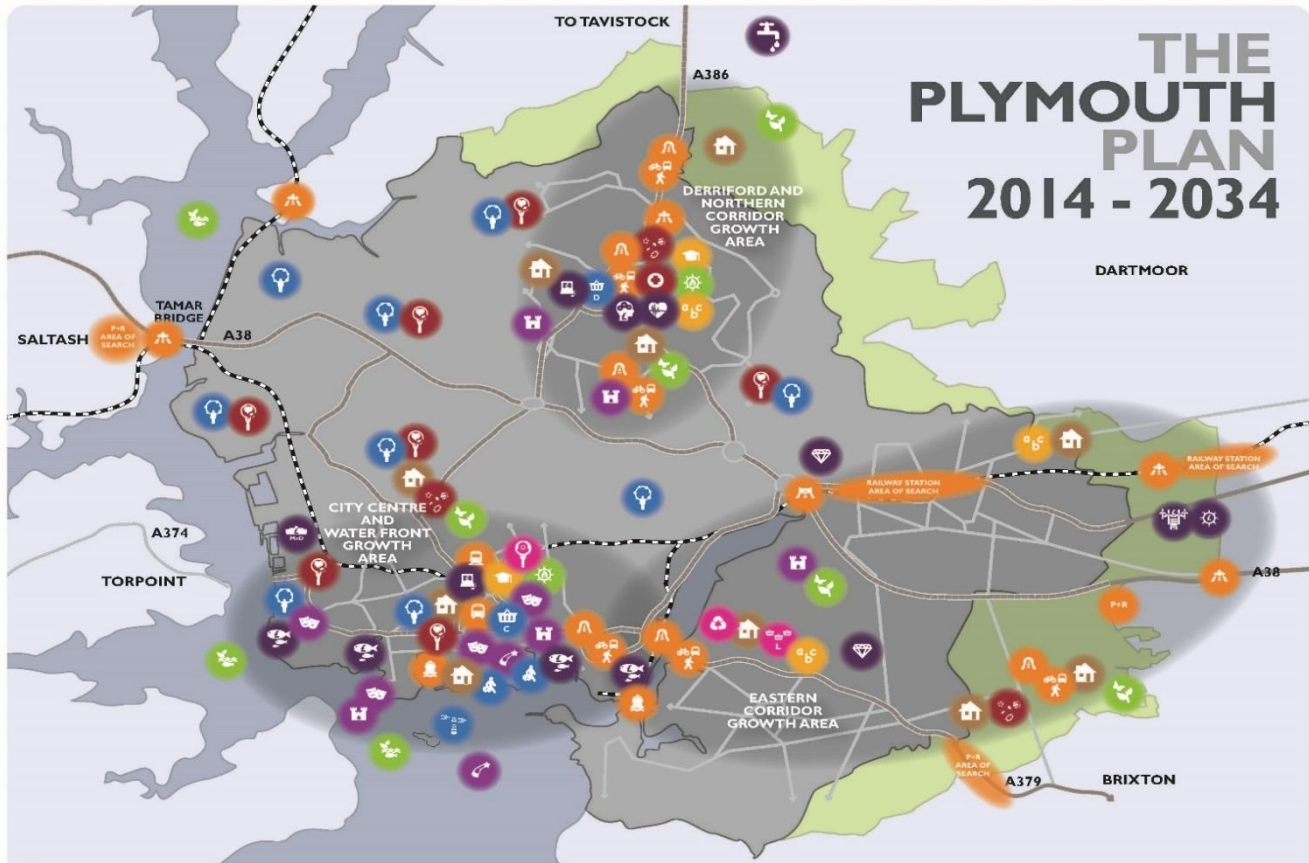 THE
PLYMOUTH
PLAN
2014 - 2034
TO TAVISTOCK
A386
DERRIFORD AND
NORTHERN
CORRIDOR
GROWTH
AREA
DARTMOOR
D
a b c
TAMAR
BRIDGE
SALTASH
P+R
AREA OF
SEARCH
A38
a b c
RAILWAY STATION
AREA OF SEARCH
RAILWAY STATION
AREA OF SEARCH
CITY CENTRE
AND
WATER FRONT
GROWTH
AREA
MoD
A374
TORPOINT
C
A38
P+R
L
a b c
EASTERN
CORRIDOR
GROWTH AREA
P+R
AREA OF
SEARCH
A379
BRIXTON